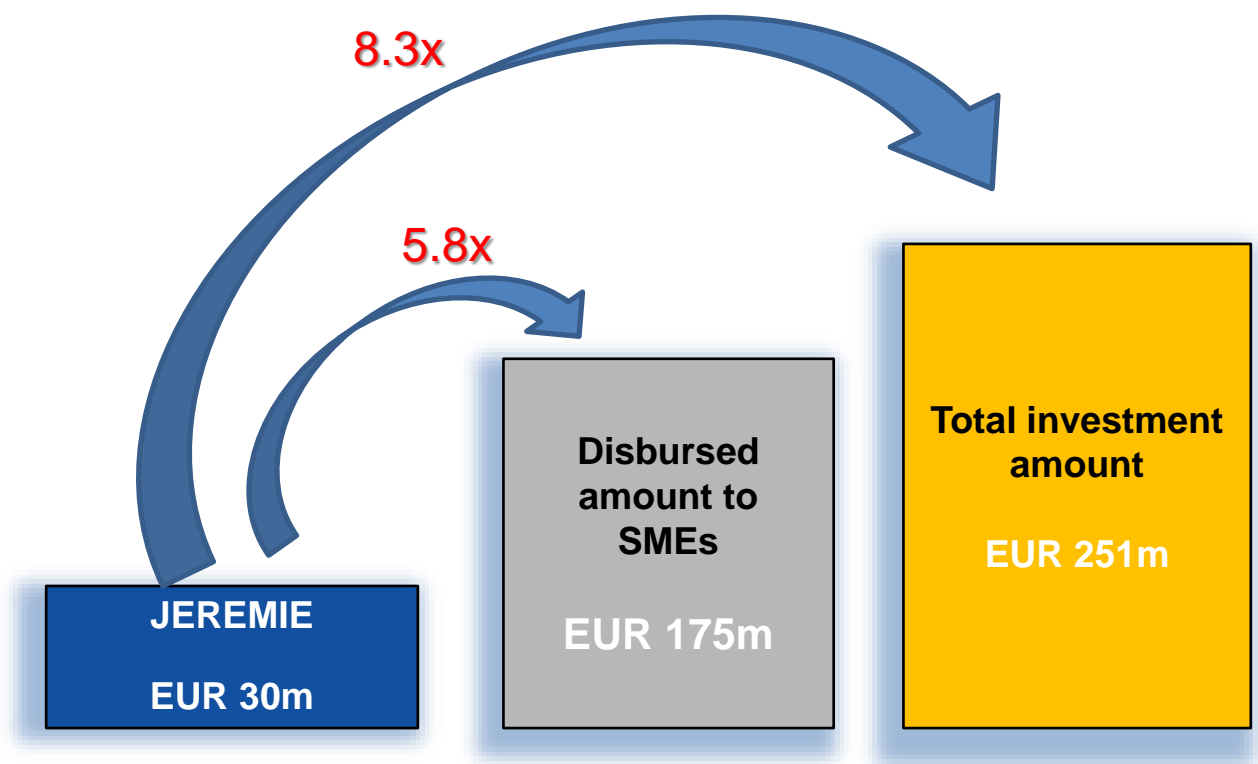 8.3x
5.8x
JEREMIE
EUR 30m
Disbursed
amount to
SMEs
EUR 175m
Total investment
amount
EUR 251m